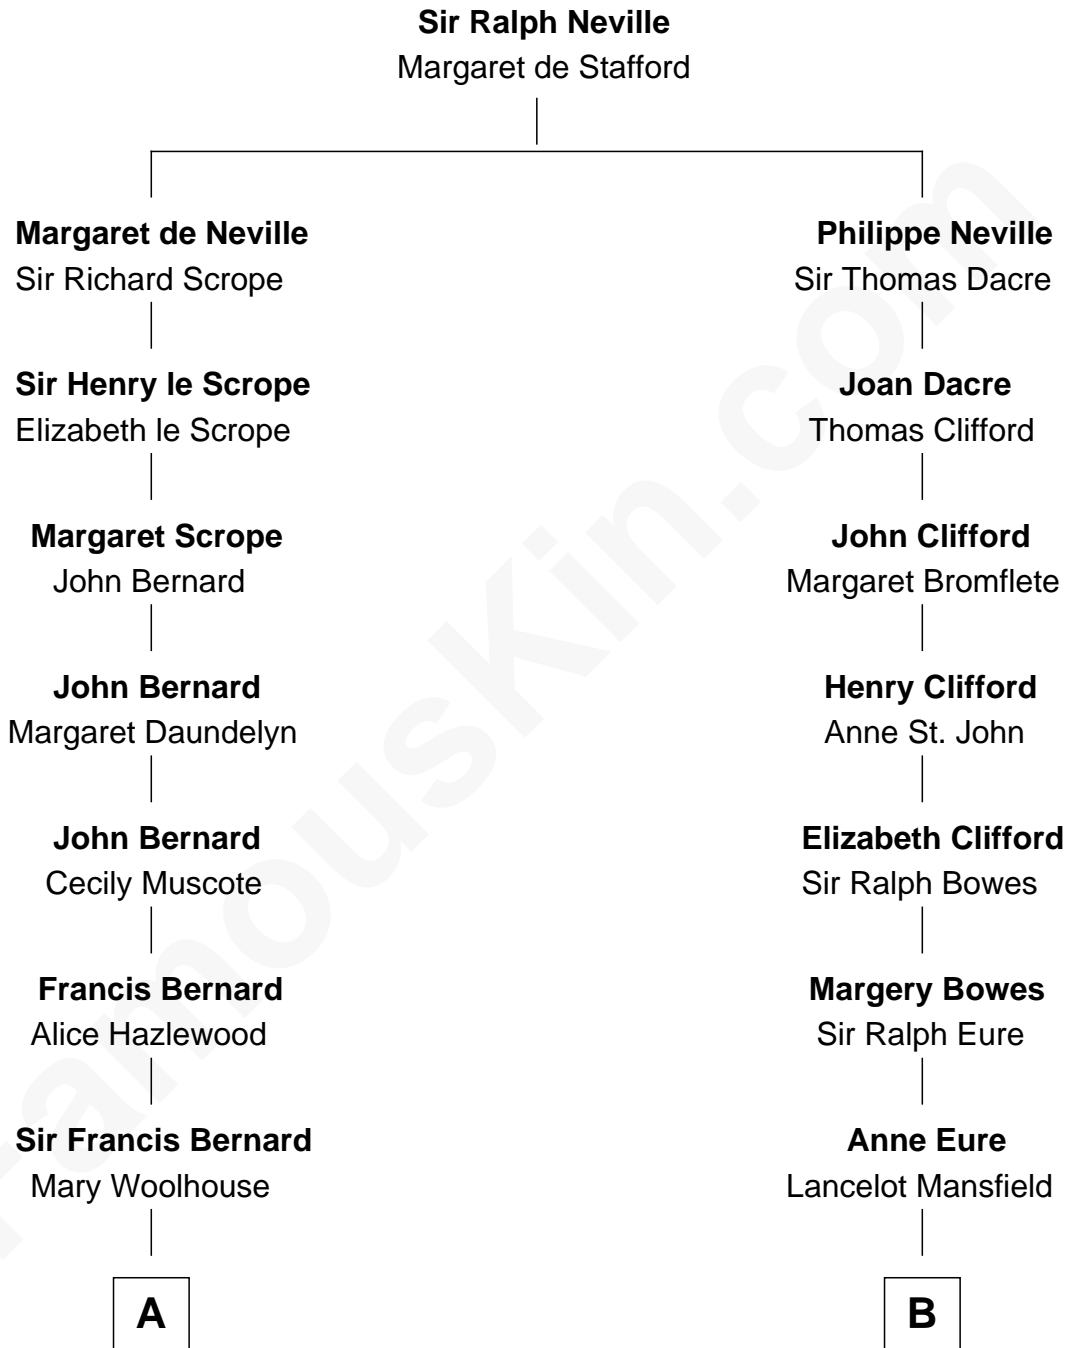 Sir Ralph Neville
Margaret de Stafford
Margaret de Neville
Sir Richard Scrope
Philippe Neville
Sir Thomas Dacre
Sir Henry le Scrope
Elizabeth le Scrope
Joan Dacre
Thomas Clifford
Margaret Scrope
John Bernard
John Clifford
Margaret Bromflete
John Bernard
Margaret Daundelyn
Henry Clifford
Anne St. John
John Bernard
Cecily Muscote
Elizabeth Clifford
Sir Ralph Bowes
Francis Bernard
Alice Hazlewood
Margery Bowes
Sir Ralph Eure
Sir Francis Bernard
Mary Woolhouse
Anne Eure
Lancelot Mansfield
A
B
FamousKin.com